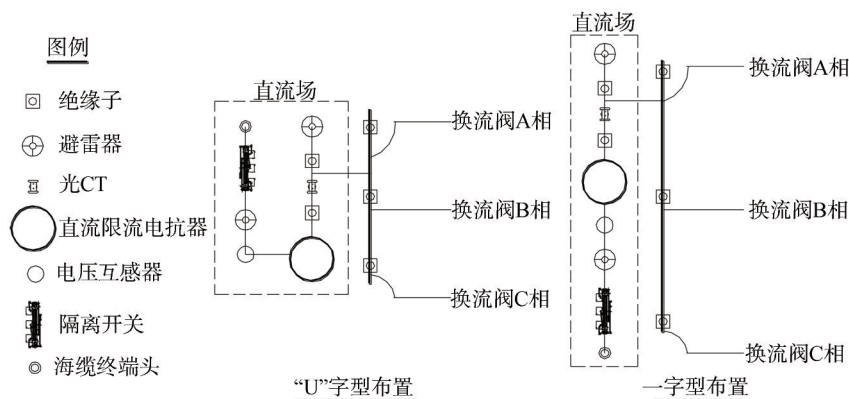 图例
绝缘子
避雷器
光CT
直流限流电抗器
电压互感器
隔离开关
海缆终端头
直流场
换流阀A相
换流阀B相
换流阀C相
“U”字型布置
直流场
换流阀A相
换流阀B相
换流阀C相
一字型布置